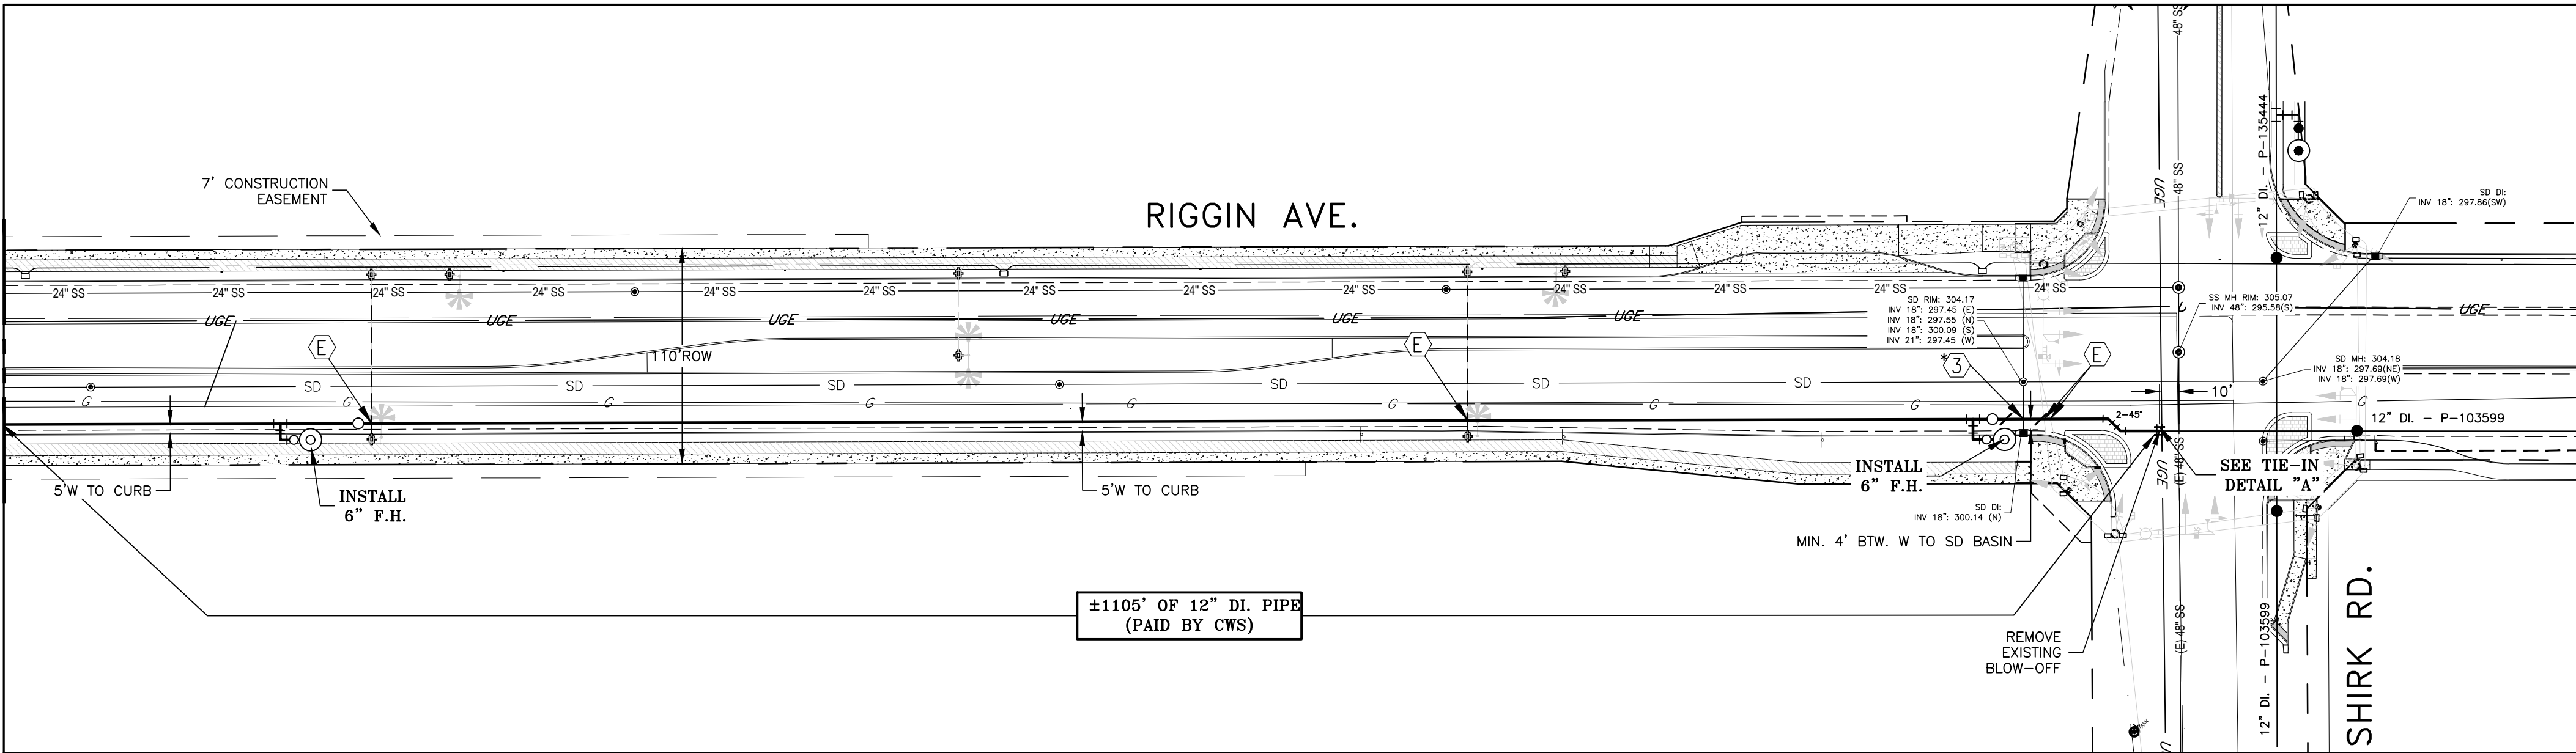 7' CONSTRUCTION
EASEMENT
RIGGIN AVE.
48" SS
UGE
48" SS
12" DI. - P-135444
SD DI:
INV 18": 297.86(SW)
24" SS
24" SS
24" SS
24" SS
24" SS
24" SS
24" SS
24" SS
24" SS
24" SS
24" SS
24" SS
24" SS
UGE
UGE
UGE
UGE
UGE
UGE
UGE
SD RIM: 304.17
INV 18": 297.45 (E)
INV 18": 297.55 (N)
INV 18": 300.09 (S)
INV 21": 297.45 (W)
SS MH RIM: 305.07
INV 48": 295.58(S)
E
110'ROW
E
*3
E
SD
SD
SD
SD
SD
SD
SD MH: 304.18
INV 18": 297.69(NE)
INV 18": 297.69(W)
10'
G
G
G
G
G
G
G
G
G
2-45°
12" DI. - P-103599
5'W TO CURB
INSTALL
6" F.H.
5'W TO CURB
INSTALL
6" F.H.
UGE
(E) 48" SS
SEE TIE-IN
DETAIL "A"
SD DI:
INV 18": 300.14 (N)
MIN. 4' BTW. W TO SD BASIN
±1105' OF 12" DI. PIPE
(PAID BY CWS)
REMOVE
EXISTING
BLOW-OFF
(E) 48" SS
12" DI. - P-103599
SHIRK RD.